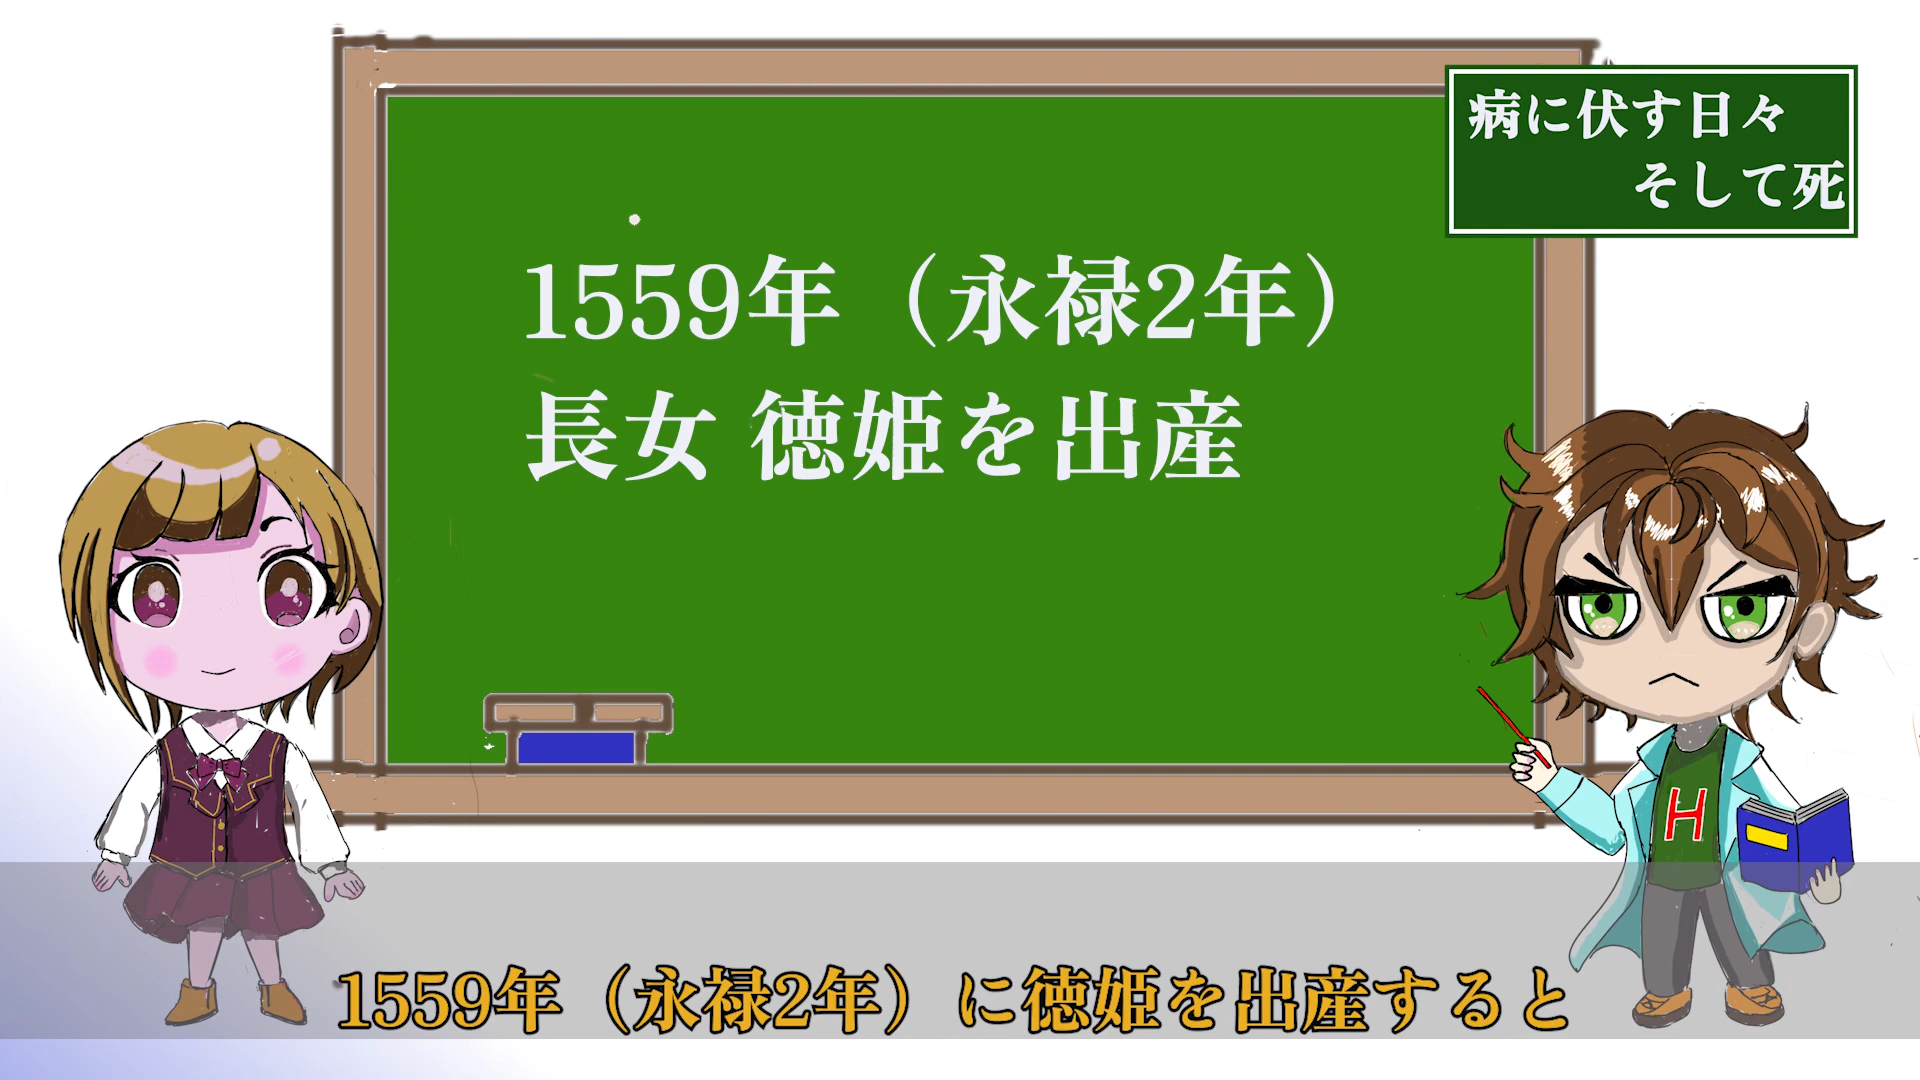 病に伏す日々
そして死
1559年（永禄2年）
長女 徳姫を出産
H
1559年（永禄2年）に徳姫を出産すると